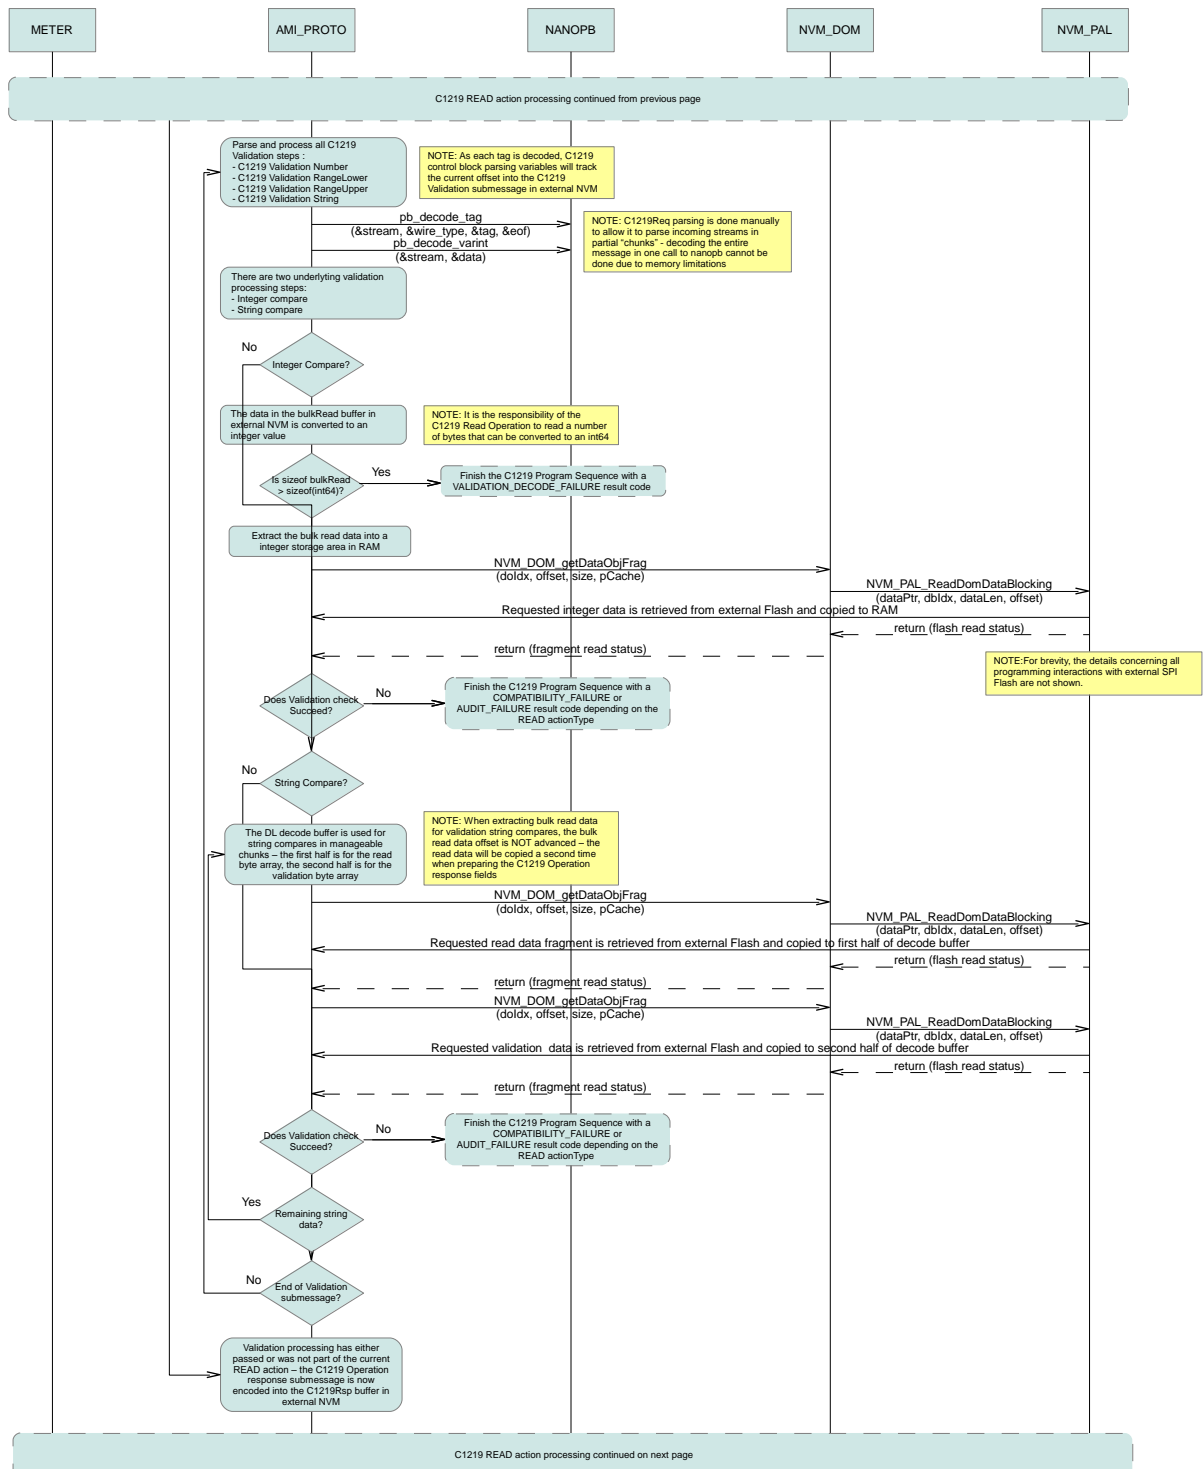 METER
AMI_PROTO
NANOPB
NVM_DOM
NVM_PAL
C1219 READ action processing continued from previous page
Parse and process all C1219
Validation steps :
- C1219 Validation Number
- C1219 Validation RangeLower
- C1219 Validation RangeUpper
- C1219 Validation String
NOTE: As each tag is decoded, C1219
control block parsing variables will track
the current offset into the C1219
Validation submessage in external NVM
pb_decode_tag
(&stream, &wire_type, &tag, &eof)
pb_decode_varint
(&stream, &data)
NOTE: C1219Req parsing is done manually
to allow it to parse incoming streams in
partial “chunks” - decoding the entire
message in one call to nanopb cannot be
done due to memory limitations
There are two underlyting validation
processing steps:
- Integer compare
- String compare
No
Integer Compare?
The data in the bulkRead buffer in
external NVM is converted to an
integer value
NOTE: It is the responsibility of the
C1219 Read Operation to read a number
of bytes that can be converted to an int64
Is sizeof bulkRead
> sizeof(int64)?
Yes
Finish the C1219 Program Sequence with a
VALIDATION_DECODE_FAILURE result code
Extract the bulk read data into a
integer storage area in RAM
NVM_DOM_getDataObjFrag
(doIdx, offset, size, pCache)
NVM_PAL_ReadDomDataBlocking
(dataPtr, dbIdx, dataLen, offset)
Requested integer data is retrieved from external Flash and copied to RAM
return (flash read status)
return (fragment read status)
NOTE:For brevity, the details concerning all
programming interactions with external SPI
Flash are not shown.
Does Validation check
Succeed?
No
Finish the C1219 Program Sequence with a
COMPATIBILITY_FAILURE or
AUDIT_FAILURE result code depending on the
READ actionType
No
String Compare?
The DL decode buffer is used for
string compares in manageable
chunks – the first half is for the read
byte array, the second half is for the
validation byte array
NOTE: When extracting bulk read data
for validation string compares, the bulk
read data offset is NOT advanced – the
read data will be copied a second time
when preparing the C1219 Operation
response fields
NVM_DOM_getDataObjFrag
(doIdx, offset, size, pCache)
NVM_PAL_ReadDomDataBlocking
(dataPtr, dbIdx, dataLen, offset)
Requested read data fragment is retrieved from external Flash and copied to first half of decode buffer
return (flash read status)
return (fragment read status)
NVM_DOM_getDataObjFrag
(doIdx, offset, size, pCache)
NVM_PAL_ReadDomDataBlocking
(dataPtr, dbIdx, dataLen, offset)
Requested validation  data is retrieved from external Flash and copied to second half of decode buffer
return (flash read status)
return (fragment read status)
Does Validation check
Succeed?
No
Finish the C1219 Program Sequence with a
COMPATIBILITY_FAILURE or
AUDIT_FAILURE result code depending on the
READ actionType
Yes
Remaining string
data?
No
End of Validation
submessage?
Validation processing has either
passed or was not part of the current
READ action – the C1219 Operation
response submessage is now
encoded into the C1219Rsp buffer in
external NVM
C1219 READ action processing continued on next page